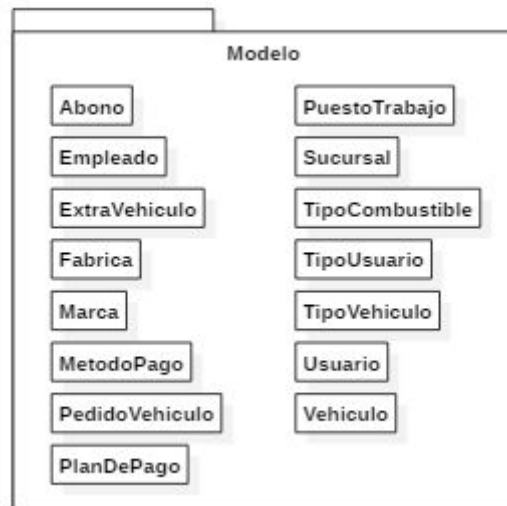 Modelo
Abono
Empleado
ExtraVehiculo
Fabrica
Marca
MetodoPago
PedidoVehiculo
PlanDePago
PuestoTrabajo
Sucursal
TipoCombustible
TipoUsuario
TipoVehiculo
Usuario
Vehiculo